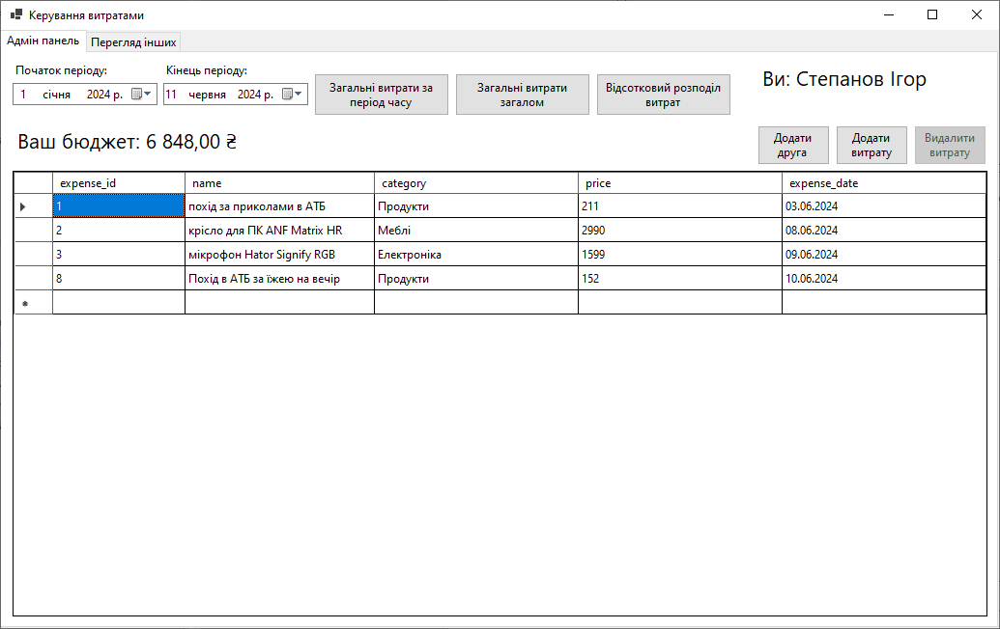 Керування витратами
Адмін панель
Перегляд інших
Початок періоду:
Кінець періоду:
1 січня 2024 р.
11 червня 2024 р.
Загальні витрати за
період часу
Загальні витрати
загалом
Відсотковий розподіл
витрат
Ви: Степанов Ігор
Ваш бюджет: 6 848,00 ₴
Додати
друга
Додати
витрату
Видалити
витрату
expense_id name category price expense_date
1 похід за приколами в АТБ Продукти 211 03.06.2024
2 крісло для ПК ANF Matrix HR Меблі 2990 08.06.2024
3 мікрофон Hator Signify RGB Електроніка 1599 09.06.2024
8 Похід в АТБ за їжею на вечір Продукти 152 10.06.2024